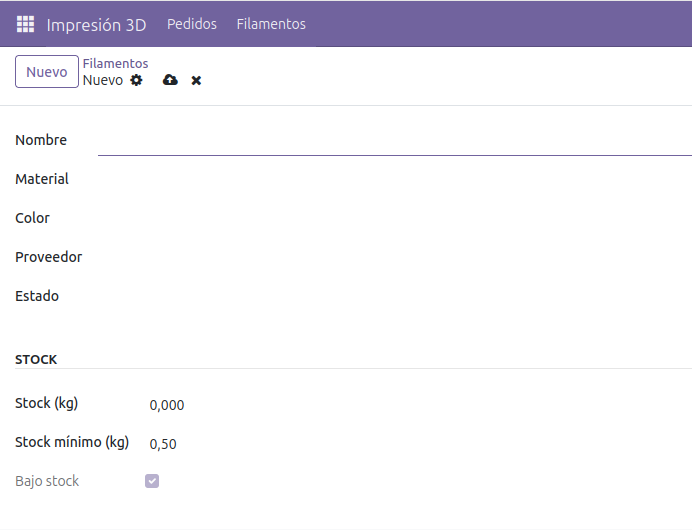 Impresión 3D Pedidos Filamentos
Nuevo
Filamentos
Nuevo
Nombre
Material
Color
Proveedor
Estado
STOCK
Stock (kg) 0,000
Stock mínimo (kg) 0,50
Bajo stock